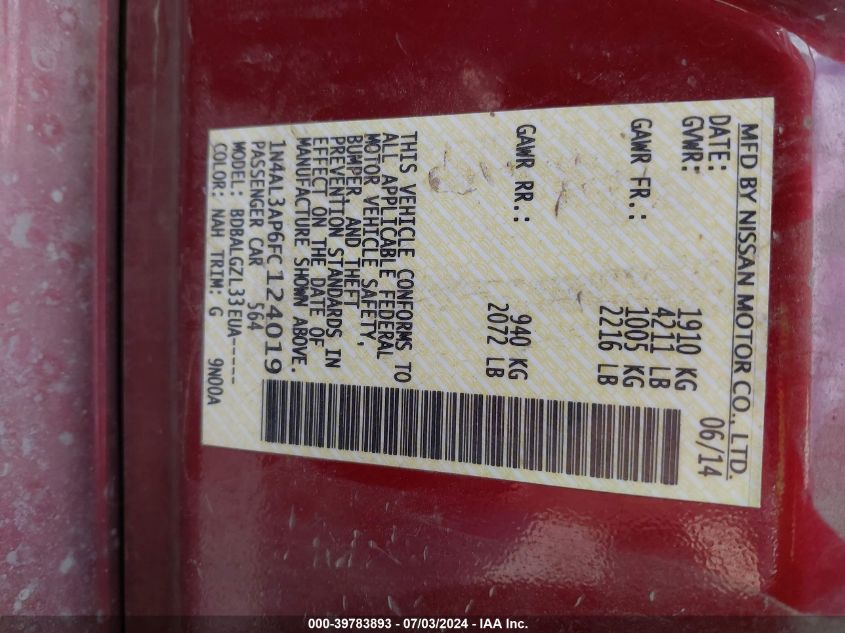 MFD BY NISSAN MOTOR CO., LTD.
DATE: 06/14
GVWR: 1910 KG
4211 LB
GAWR FR.: 1005 KG
2216 LB
GAWR RR.: 940 KG
2072 LB
THIS VEHICLE CONFORMS TO
ALL APPLICABLE FEDERAL
MOTOR VEHICLE SAFETY,
BUMPER, AND THEFT
PREVENTION STANDARDS IN
EFFECT ON THE DATE OF
MANUFACTURE SHOWN ABOVE.
1N4AL3AP6FC124019
PASSENGER CAR 564
MODEL: BDBALGZL33EUA-----
COLOR: NAH TRIM: G 9N00A
000-39783893 / 07/03/2024 - IAA Inc.